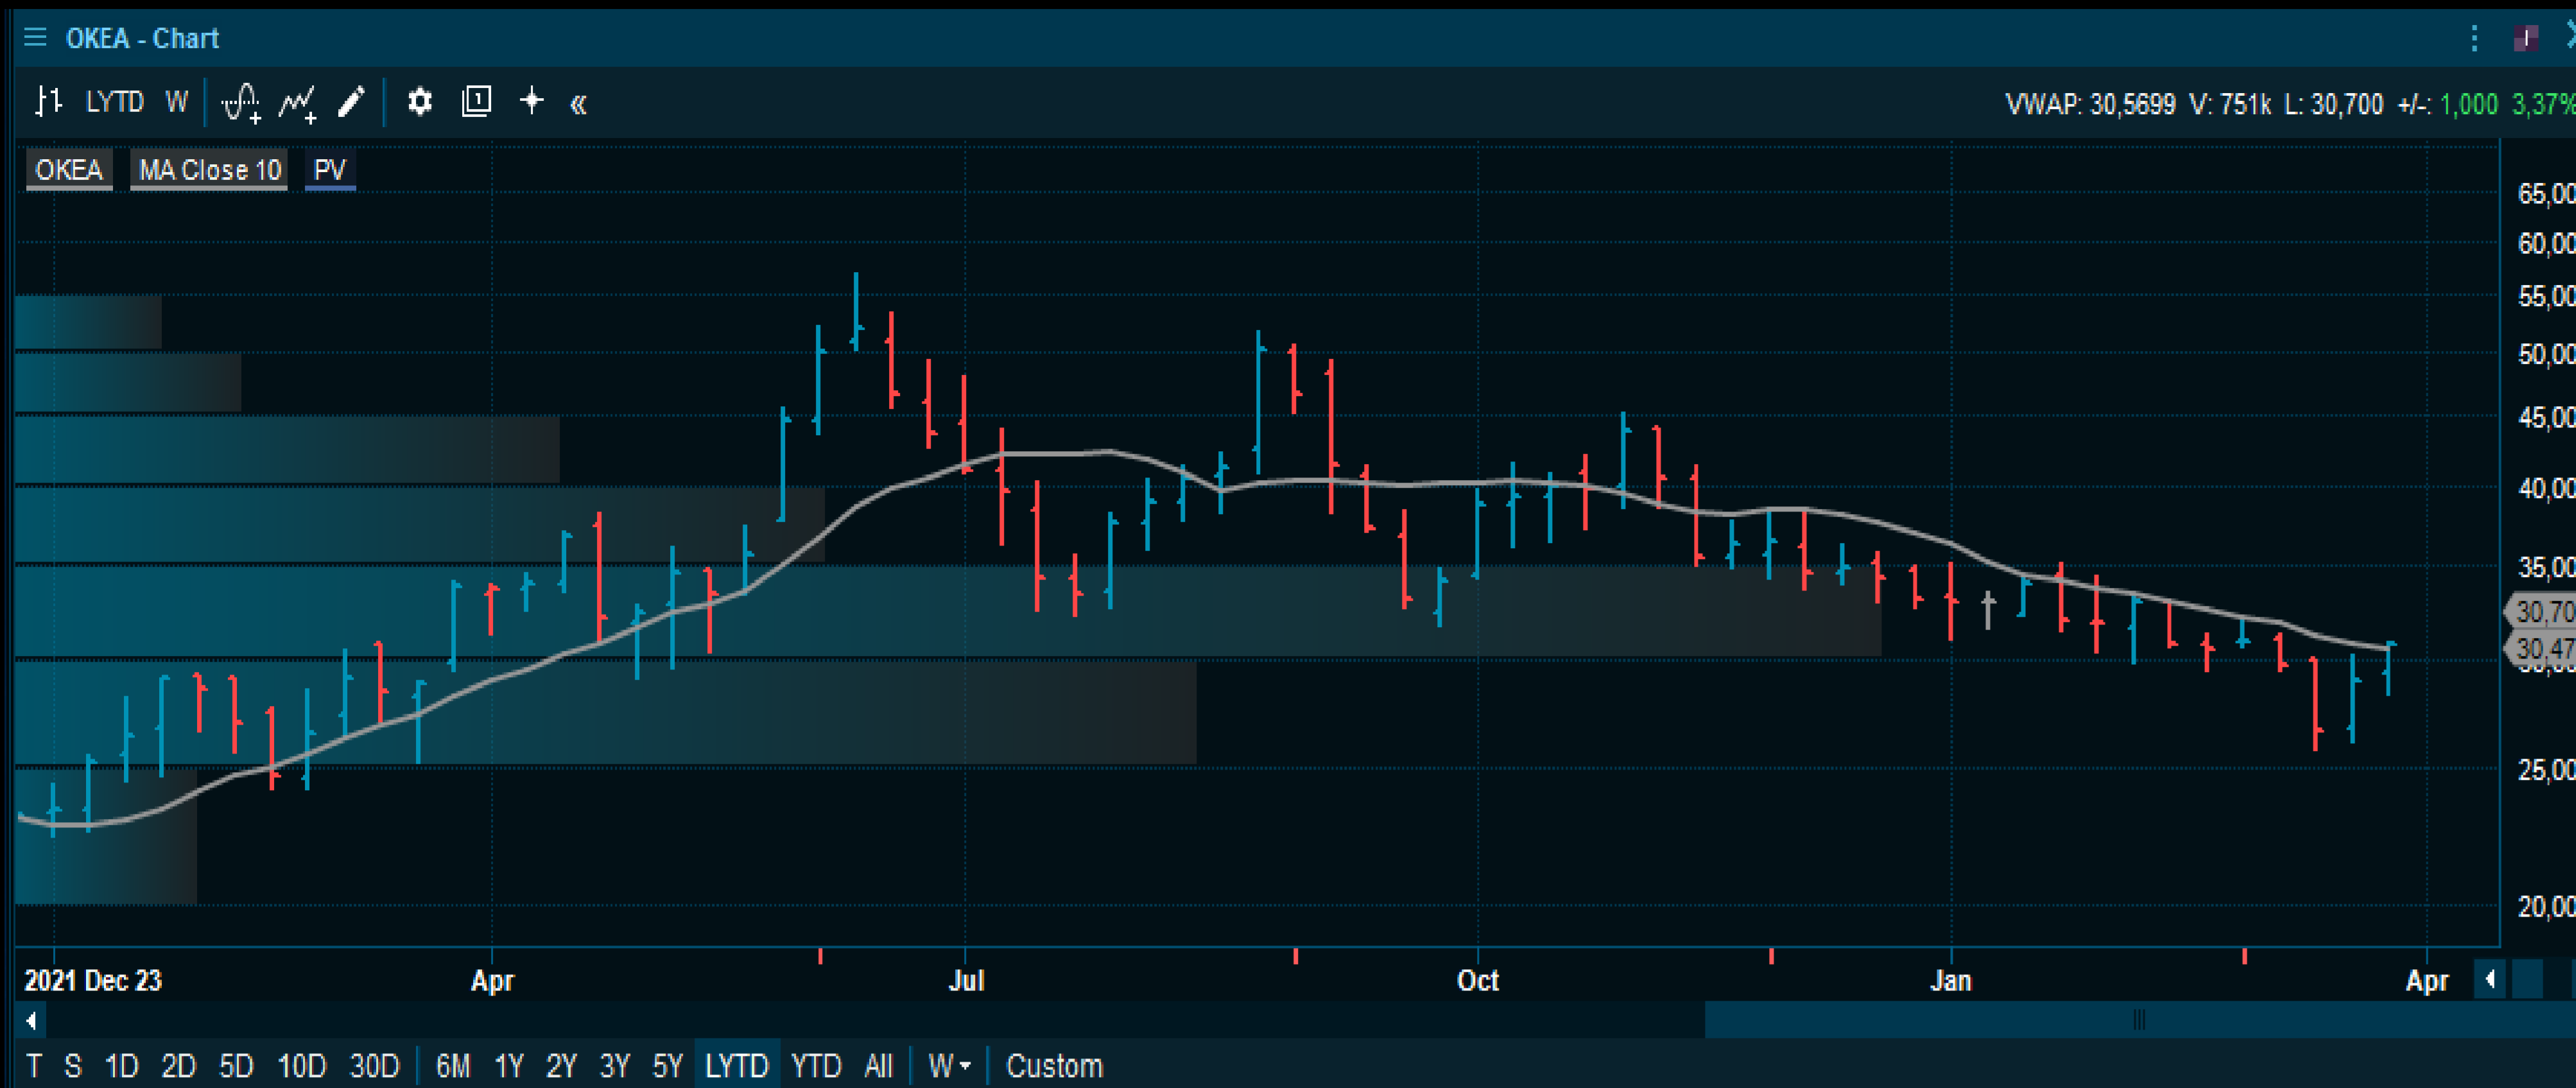 OKEA - Chart
LYTD W VWAP: 30,5699 V: 751k L: 30,700 +/-: 1,000 3,37%
OKEA MA Close 10 PV
65,00
60,00
55,00
50,00
45,00
40,00
35,00
30,70
30,47
25,00
20,00
2021 Dec 23 Apr Jul Oct Jan Apr
T S 1D 2D 5D 10D 30D 6M 1Y 2Y 3Y 5Y LYTD YTD All W Custom